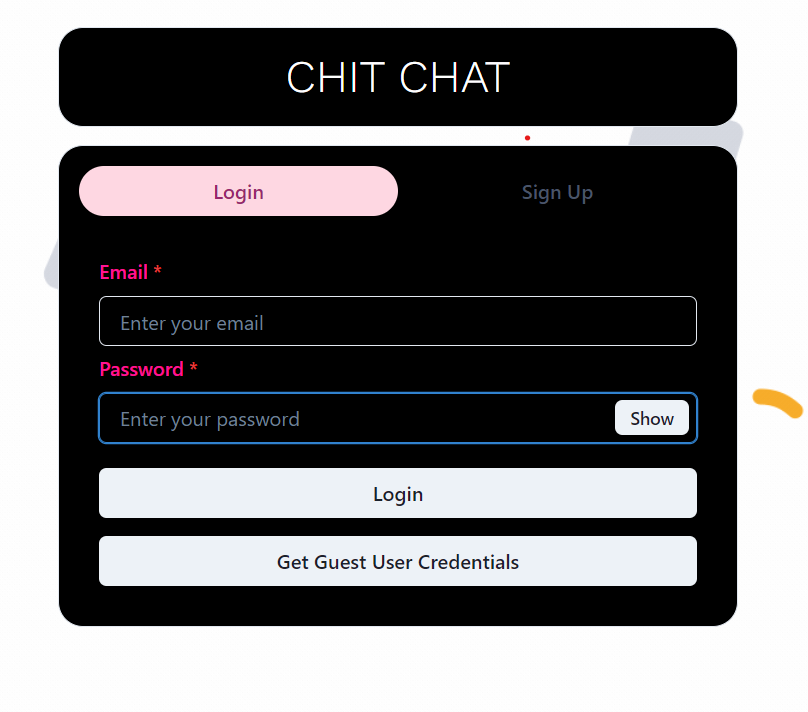 CHIT CHAT
Login Sign Up
Email *
Enter your email
Password *
Enter your password Show
Login
Get Guest User Credentials